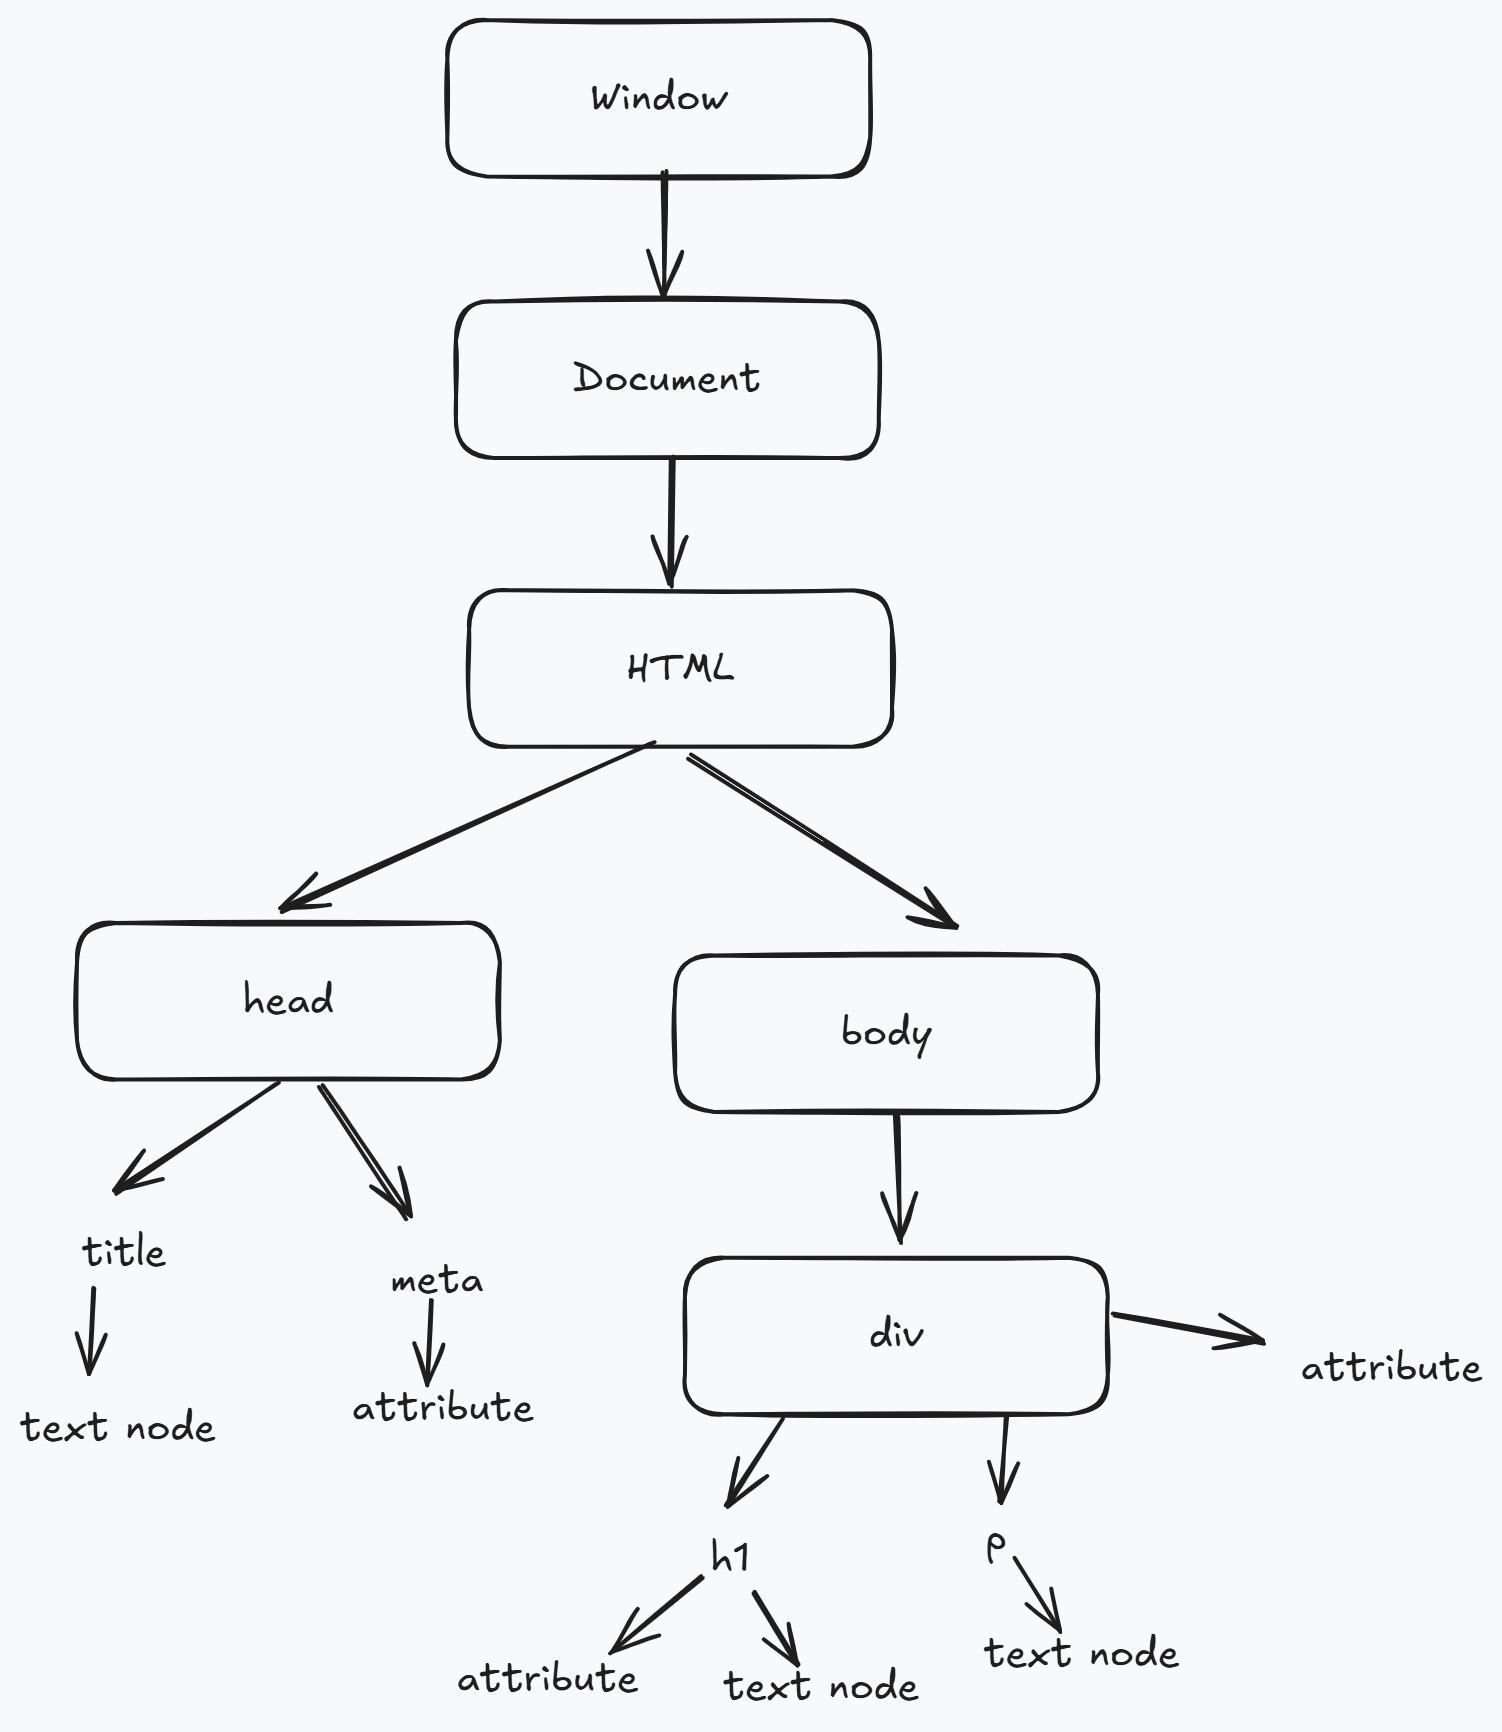 Window
Document
HTML
head
body
title
meta
div
attribute
attribute
text node
h1
p
text node
attribute
text node